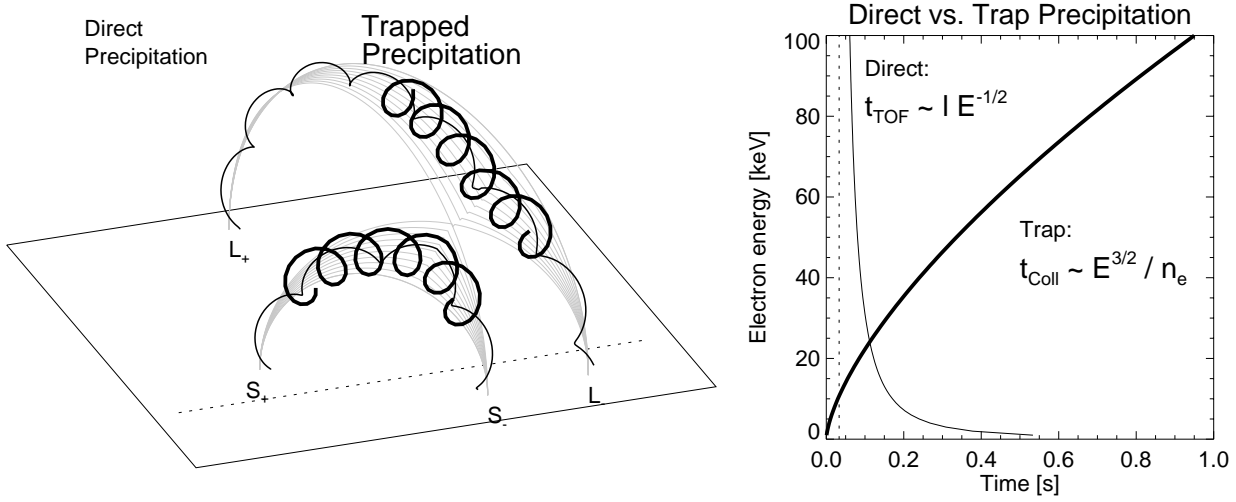 Direct
Precipitation
Trapped
Precipitation
L+
S+
S-
L-
Direct vs. Trap Precipitation
Direct:
tTOF ~ l E-1/2
Trap:
tColl ~ E3/2 / ne
Electron energy [keV]
100
80
60
40
20
0
0.0 0.2 0.4 0.6 0.8 1.0
Time [s]